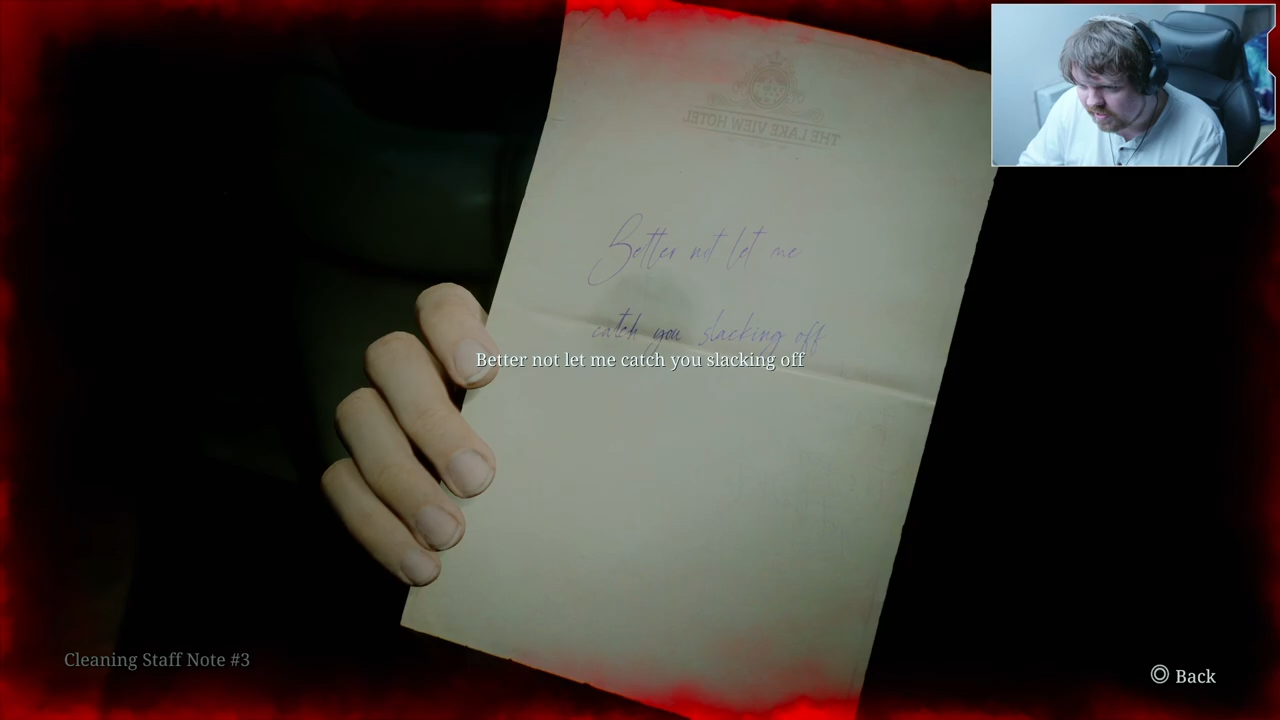 THE LAKE VIEW HOTEL
Better not let me
catch you slacking off
Better not let me catch you slacking off
Cleaning Staff Note #3
Back